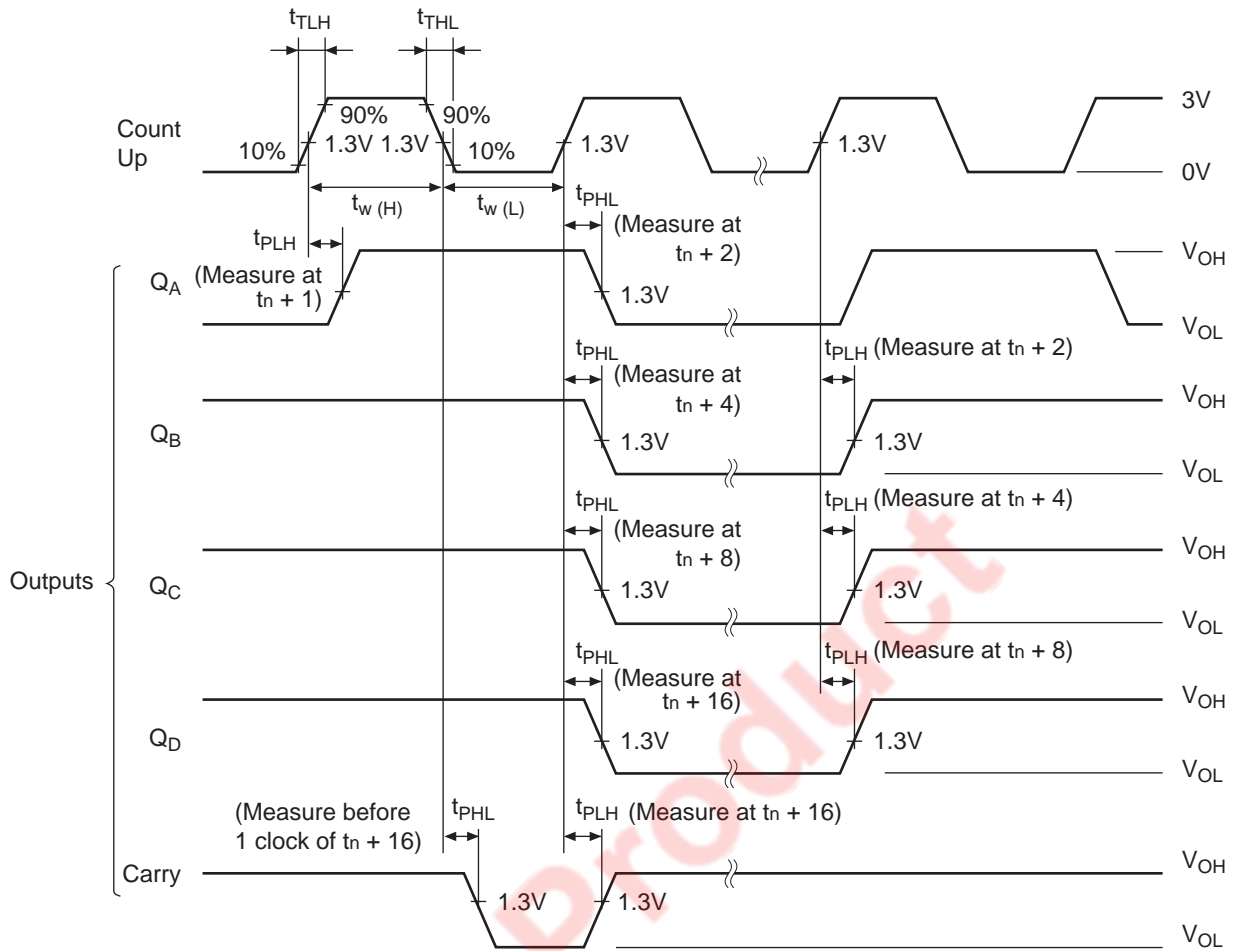 tTLH tTHL
90% 90% 3V
Count Up 10% 1.3V 1.3V 10% 1.3V 1.3V
0V
tw (H) tw (L) tPHL
(Measure at tn + 2)
tPLH
VOH
QA (Measure at tn + 1) 1.3V
VOL
tPHL (Measure at tn + 4) tPLH (Measure at tn + 2)
VOH
QB 1.3V 1.3V
VOL
tPHL (Measure at tn + 8) tPLH (Measure at tn + 4)
VOH
Outputs QC 1.3V 1.3V
VOL
tPHL (Measure at tn + 16) tPLH (Measure at tn + 8)
VOH
QD 1.3V 1.3V
VOL
(Measure before 1 clock of tn + 16) tPHL tPLH (Measure at tn + 16)
VOH
Carry 1.3V 1.3V
VOL
Product